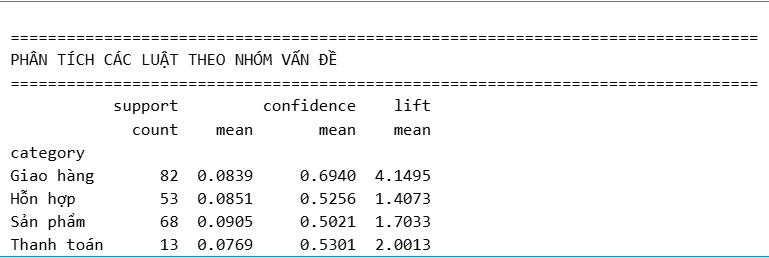 ================================================================================
PHÂN TÍCH CÁC LUẬT THEO NHÓM VẤN ĐỀ
================================================================================
support confidence lift
count mean mean mean
category
Giao hàng 82 0.0839 0.6940 4.1495
Hỗn hợp 53 0.0851 0.5256 1.4073
Sản phẩm 68 0.0905 0.5021 1.7033
Thanh toán 13 0.0769 0.5301 2.0013